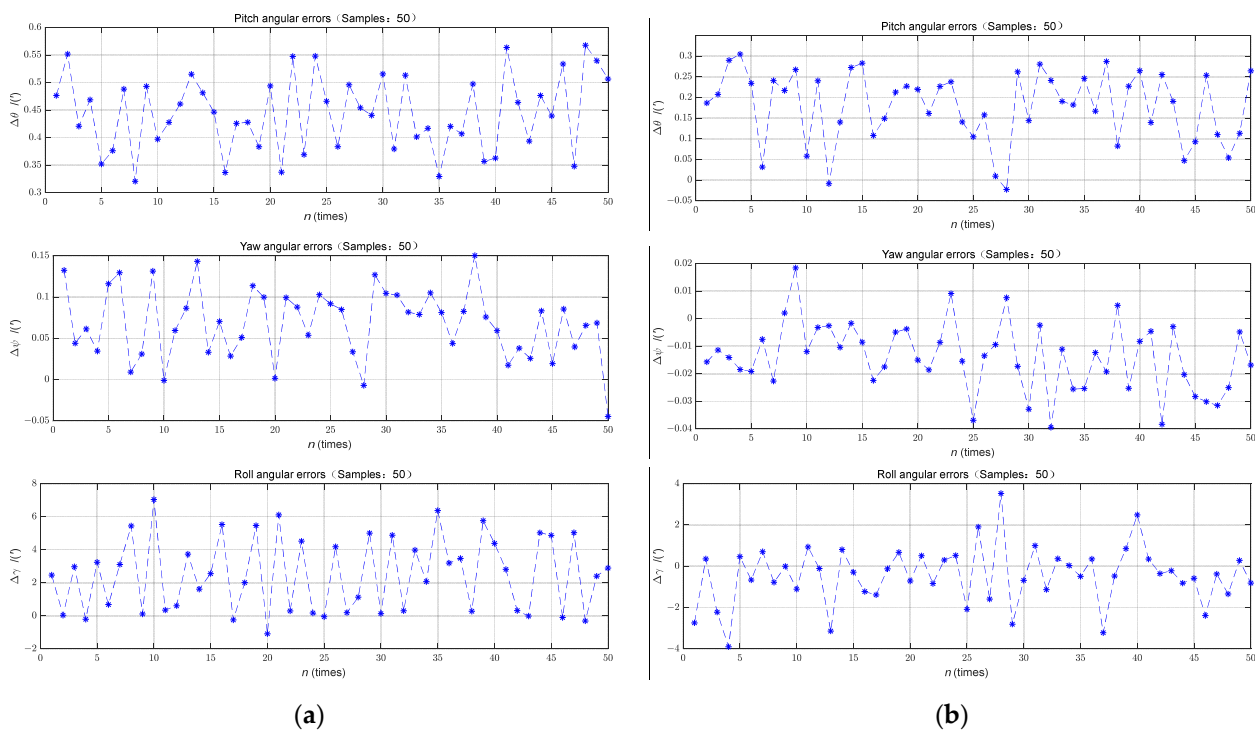 Pitch angular errors（Samples：50）
0.6
0.55
0.5
0.45
0.4
0.35
0.3
Δθ /(′)
0 5 10 15 20 25 30 35 40 45 50
n (times)
Yaw angular errors（Samples：50）
0.15
0.1
0.05
0
−0.05
Δψ /(′)
0 5 10 15 20 25 30 35 40 45 50
n (times)
Roll angular errors（Samples：50）
8
6
4
2
0
−2
Δγ /(′)
0 5 10 15 20 25 30 35 40 45 50
n (times)
(a)
Pitch angular errors（Samples：50）
0.3
0.25
0.2
0.15
0.1
0.05
0
−0.05
Δθ /(′)
0 5 10 15 20 25 30 35 40 45 50
n (times)
Yaw angular errors（Samples：50）
0.02
0.01
0
−0.01
−0.02
−0.03
−0.04
Δψ /(′)
0 5 10 15 20 25 30 35 40 45 50
n (times)
Roll angular errors（Samples：50）
4
2
0
−2
−4
Δγ /(′)
0 5 10 15 20 25 30 35 40 45 50
n (times)
(b)